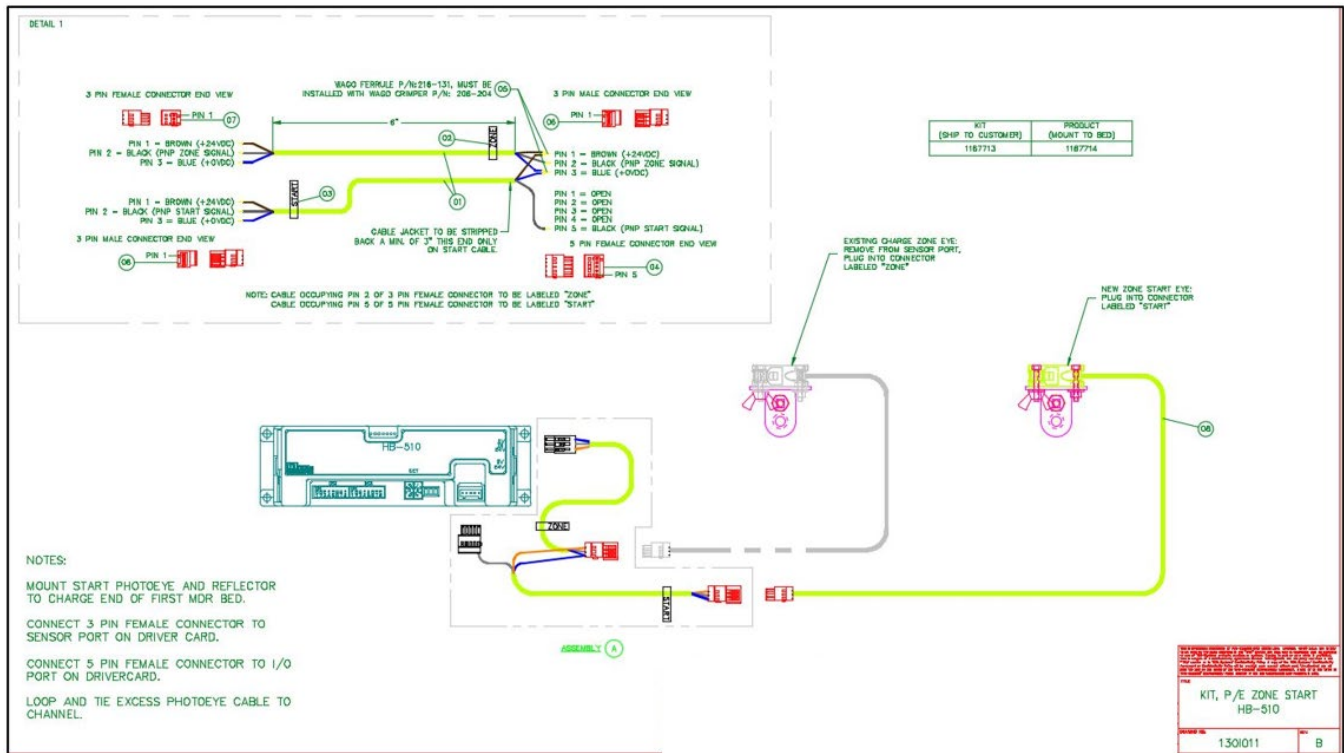 DETAIL 1
WAGO FERRULE P/N:216-131, MUST BE
INSTALLED WITH WAGO CRIMPER P/N: 206-204
05
3 PIN FEMALE CONNECTOR END VIEW
PIN 1
07
3 PIN MALE CONNECTOR END VIEW
PIN 1
06
6"
02
ZONE
PIN 1 = BROWN (+24VDC)
PIN 2 = BLACK (PNP ZONE SIGNAL)
PIN 3 = BLUE (+0VDC)
PIN 1 = BROWN (+24VDC)
PIN 2 = BLACK (PNP ZONE SIGNAL)
PIN 3 = BLUE (+0VDC)
START
03
01
PIN 1 = BROWN (+24VDC)
PIN 2 = BLACK (PNP START SIGNAL)
PIN 3 = BLUE (+0VDC)
PIN 1 = OPEN
PIN 2 = OPEN
PIN 3 = OPEN
PIN 4 = OPEN
PIN 5 = BLACK (PNP START SIGNAL)
CABLE JACKET TO BE STRIPPED
BACK A MIN. OF 3" THIS END ONLY
ON START CABLE.
3 PIN MALE CONNECTOR END VIEW
06
PIN 1
5 PIN FEMALE CONNECTOR END VIEW
04
PIN 5
NOTE: CABLE OCCUPYING PIN 2 OF 3 PIN FEMALE CONNECTOR TO BE LABELED "ZONE"
CABLE OCCUPYING PIN 5 OF 5 PIN FEMALE CONNECTOR TO BE LABELED "START"
KIT
(SHIP TO CUSTOMER)
PRODUCT
(MOUNT TO BED)
1187713
1187714
EXISTING CHARGE ZONE EYE:
REMOVE FROM SENSOR PORT,
PLUG INTO CONNECTOR
LABELED "ZONE"
NEW ZONE START EYE:
PLUG INTO CONNECTOR
LABELED "START"
08
HB-510
SET
ZONE
START
ASSEMBLY A
NOTES:
MOUNT START PHOTOEYE AND REFLECTOR
TO CHARGE END OF FIRST MDR BED.
CONNECT 3 PIN FEMALE CONNECTOR TO
SENSOR PORT ON DRIVER CARD.
CONNECT 5 PIN FEMALE CONNECTOR TO I/O
PORT ON DRIVERCARD.
LOOP AND TIE EXCESS PHOTOEYE CABLE TO
CHANNEL.
KIT, P/E ZONE START
HB-510
1301011
B